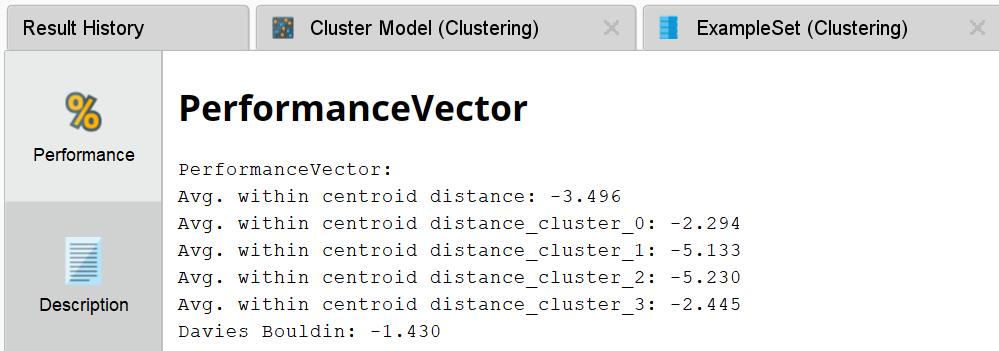 Result History
Cluster Model (Clustering)
ExampleSet (Clustering)
%
Performance
Description
PerformanceVector
PerformanceVector:
Avg. within centroid distance: -3.496
Avg. within centroid distance_cluster_0: -2.294
Avg. within centroid distance_cluster_1: -5.133
Avg. within centroid distance_cluster_2: -5.230
Avg. within centroid distance_cluster_3: -2.445
Davies Bouldin: -1.430